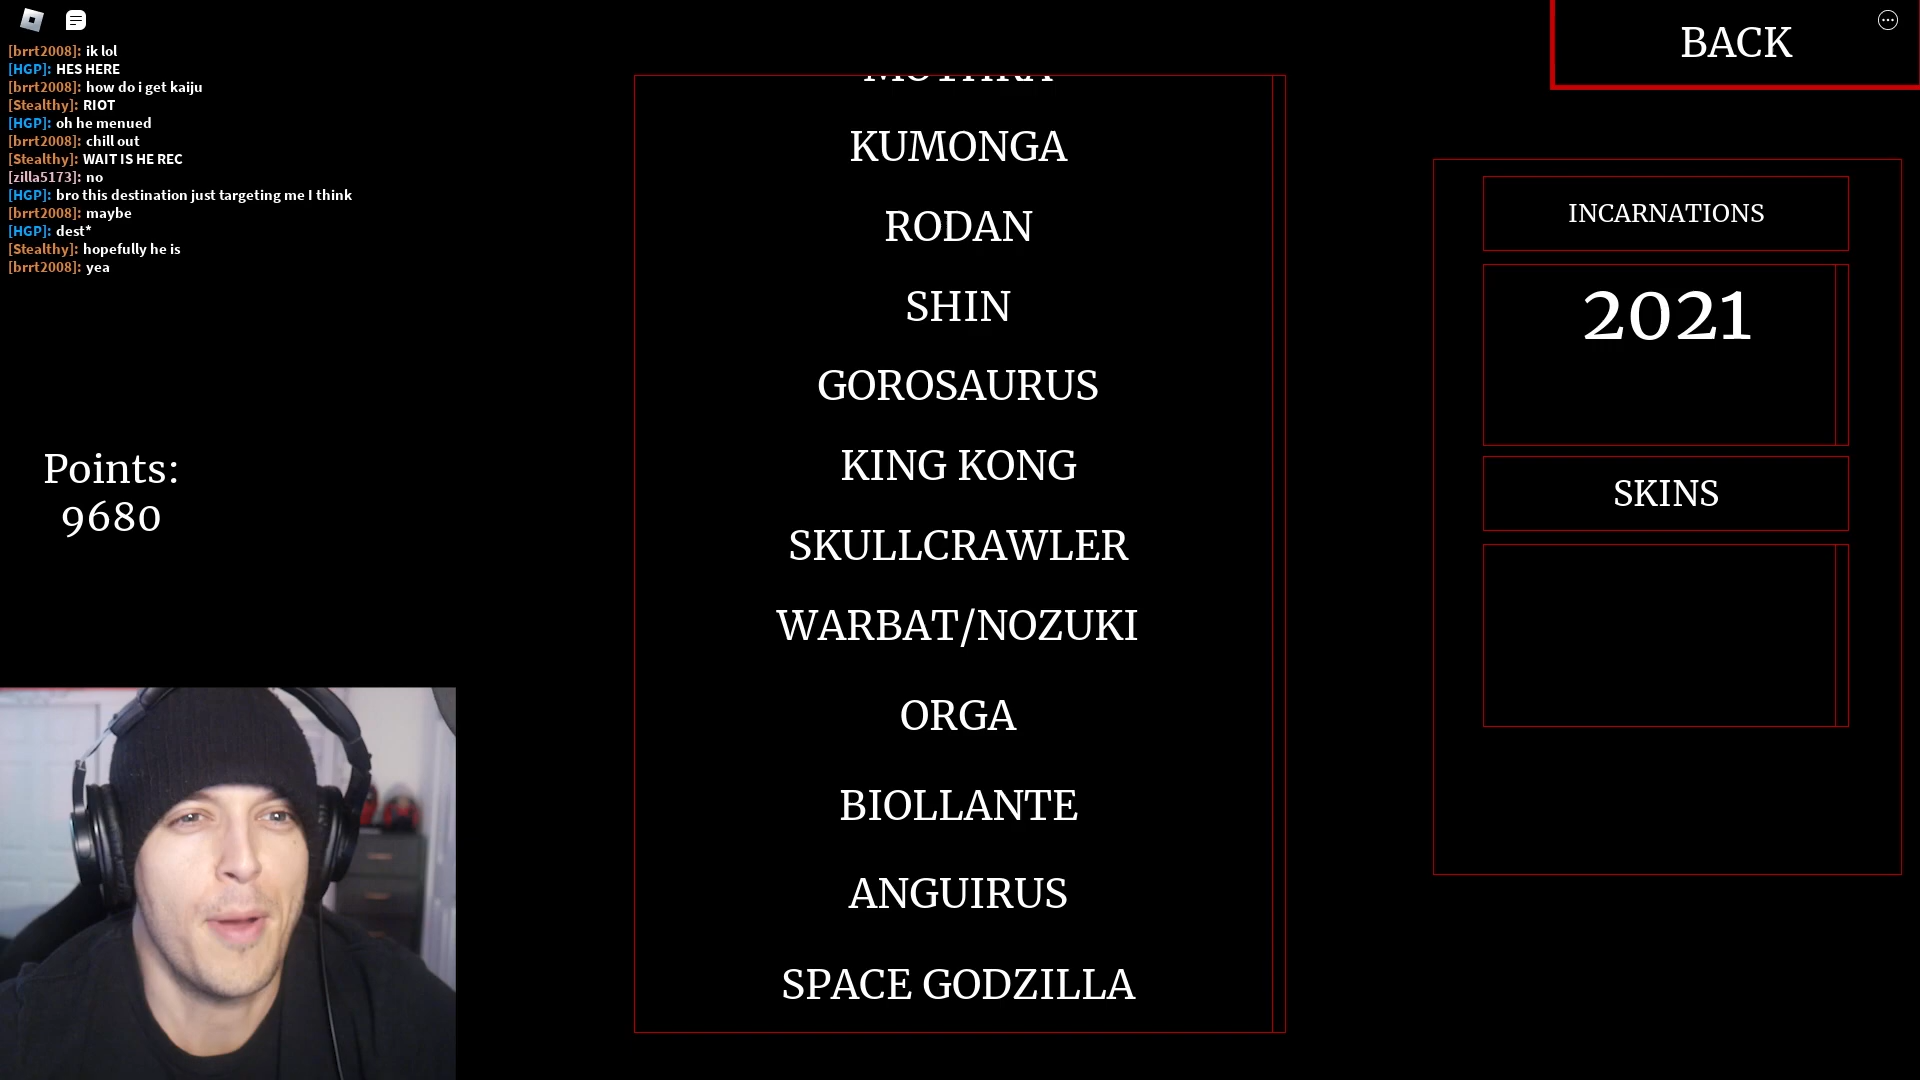 [brrt2008]: ik lol
[HGP]: HES HERE
[brrt2008]: how do i get kaiju
[Stealthy]: RIOT
[HGP]: oh he menued
[brrt2008]: chill out
[Stealthy]: WAIT IS HE REC
[zilla5173]: no
[HGP]: bro this destination just targeting me I think
[brrt2008]: maybe
[HGP]: dest*
[Stealthy]: hopefully he is
[brrt2008]: yea
Points:
9680
MOTHRA
KUMONGA
RODAN
SHIN
GOROSAURUS
KING KONG
SKULLCRAWLER
WARBAT/NOZUKI
ORGA
BIOLLANTE
ANGUIRUS
SPACE GODZILLA
BACK
INCARNATIONS
2021
SKINS